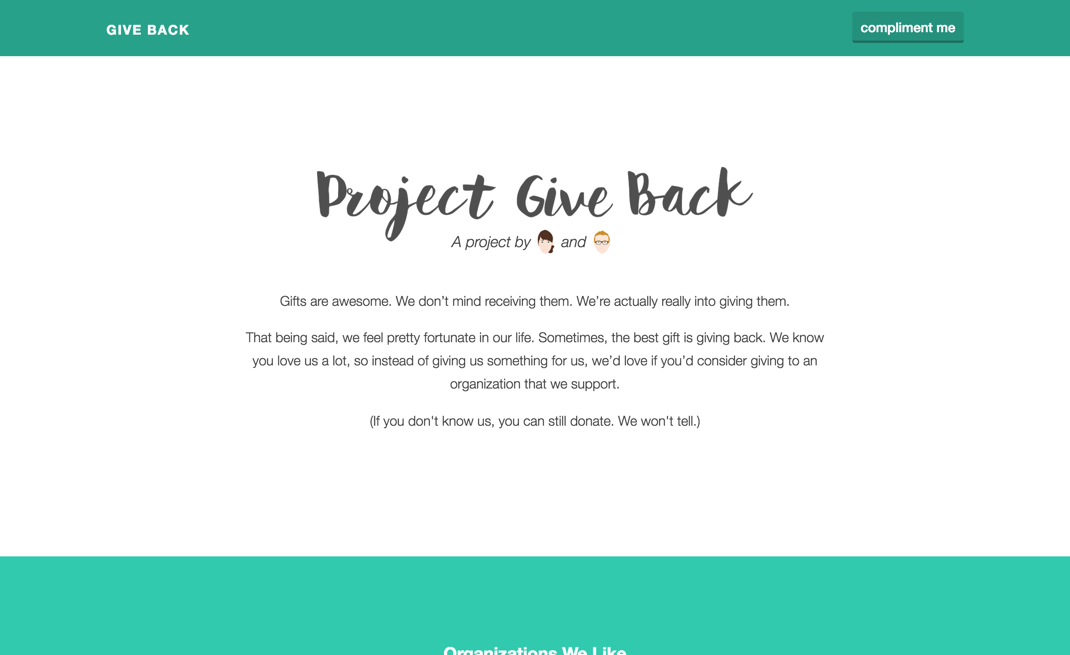 GIVE BACK
compliment me
Project Give Back
A project by and
Gifts are awesome. We don’t mind receiving them. We’re actually really into giving them.
That being said, we feel pretty fortunate in our life. Sometimes, the best gift is giving back. We know
you love us a lot, so instead of giving us something for us, we’d love if you’d consider giving to an
organization that we support.
(If you don't know us, you can still donate. We won't tell.)
Organizations We Like